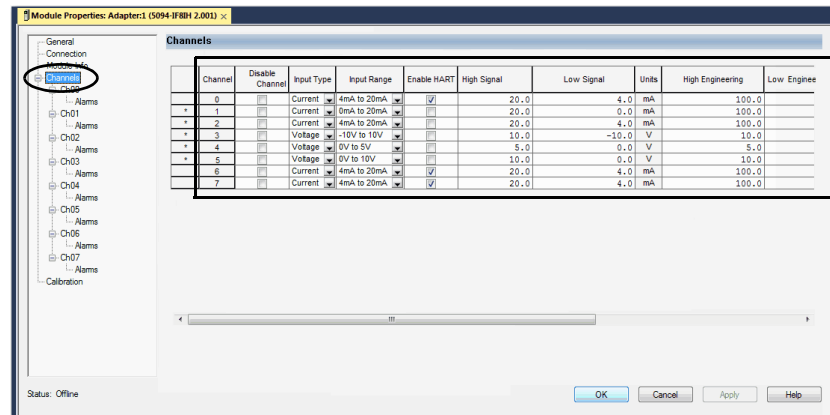 Module Properties: Adapter:1 (5094-IF8IH 2.001) ×
General
Connection
Module Info
Channels
Ch00
Alarms
Ch01
Alarms
Ch02
Alarms
Ch03
Alarms
Ch04
Alarms
Ch05
Alarms
Ch06
Alarms
Ch07
Alarms
Calibration
Channels
Channel Disable Channel Input Type Input Range Enable HART High Signal Low Signal Units High Engineering Low Enginee
0 Current 4mA to 20mA 20.0 4.0 mA 100.0
* 1 Current 0mA to 20mA 20.0 0.0 mA 100.0
* 2 Current 4mA to 20mA 20.0 4.0 mA 100.0
* 3 Voltage -10V to 10V 10.0 -10.0 V 10.0
* 4 Voltage 0V to 5V 5.0 0.0 V 5.0
* 5 Voltage 0V to 10V 10.0 0.0 V 10.0
6 Current 4mA to 20mA 20.0 4.0 mA 100.0
7 Current 4mA to 20mA 20.0 4.0 mA 100.0
Status: Offline
OK Cancel Apply Help